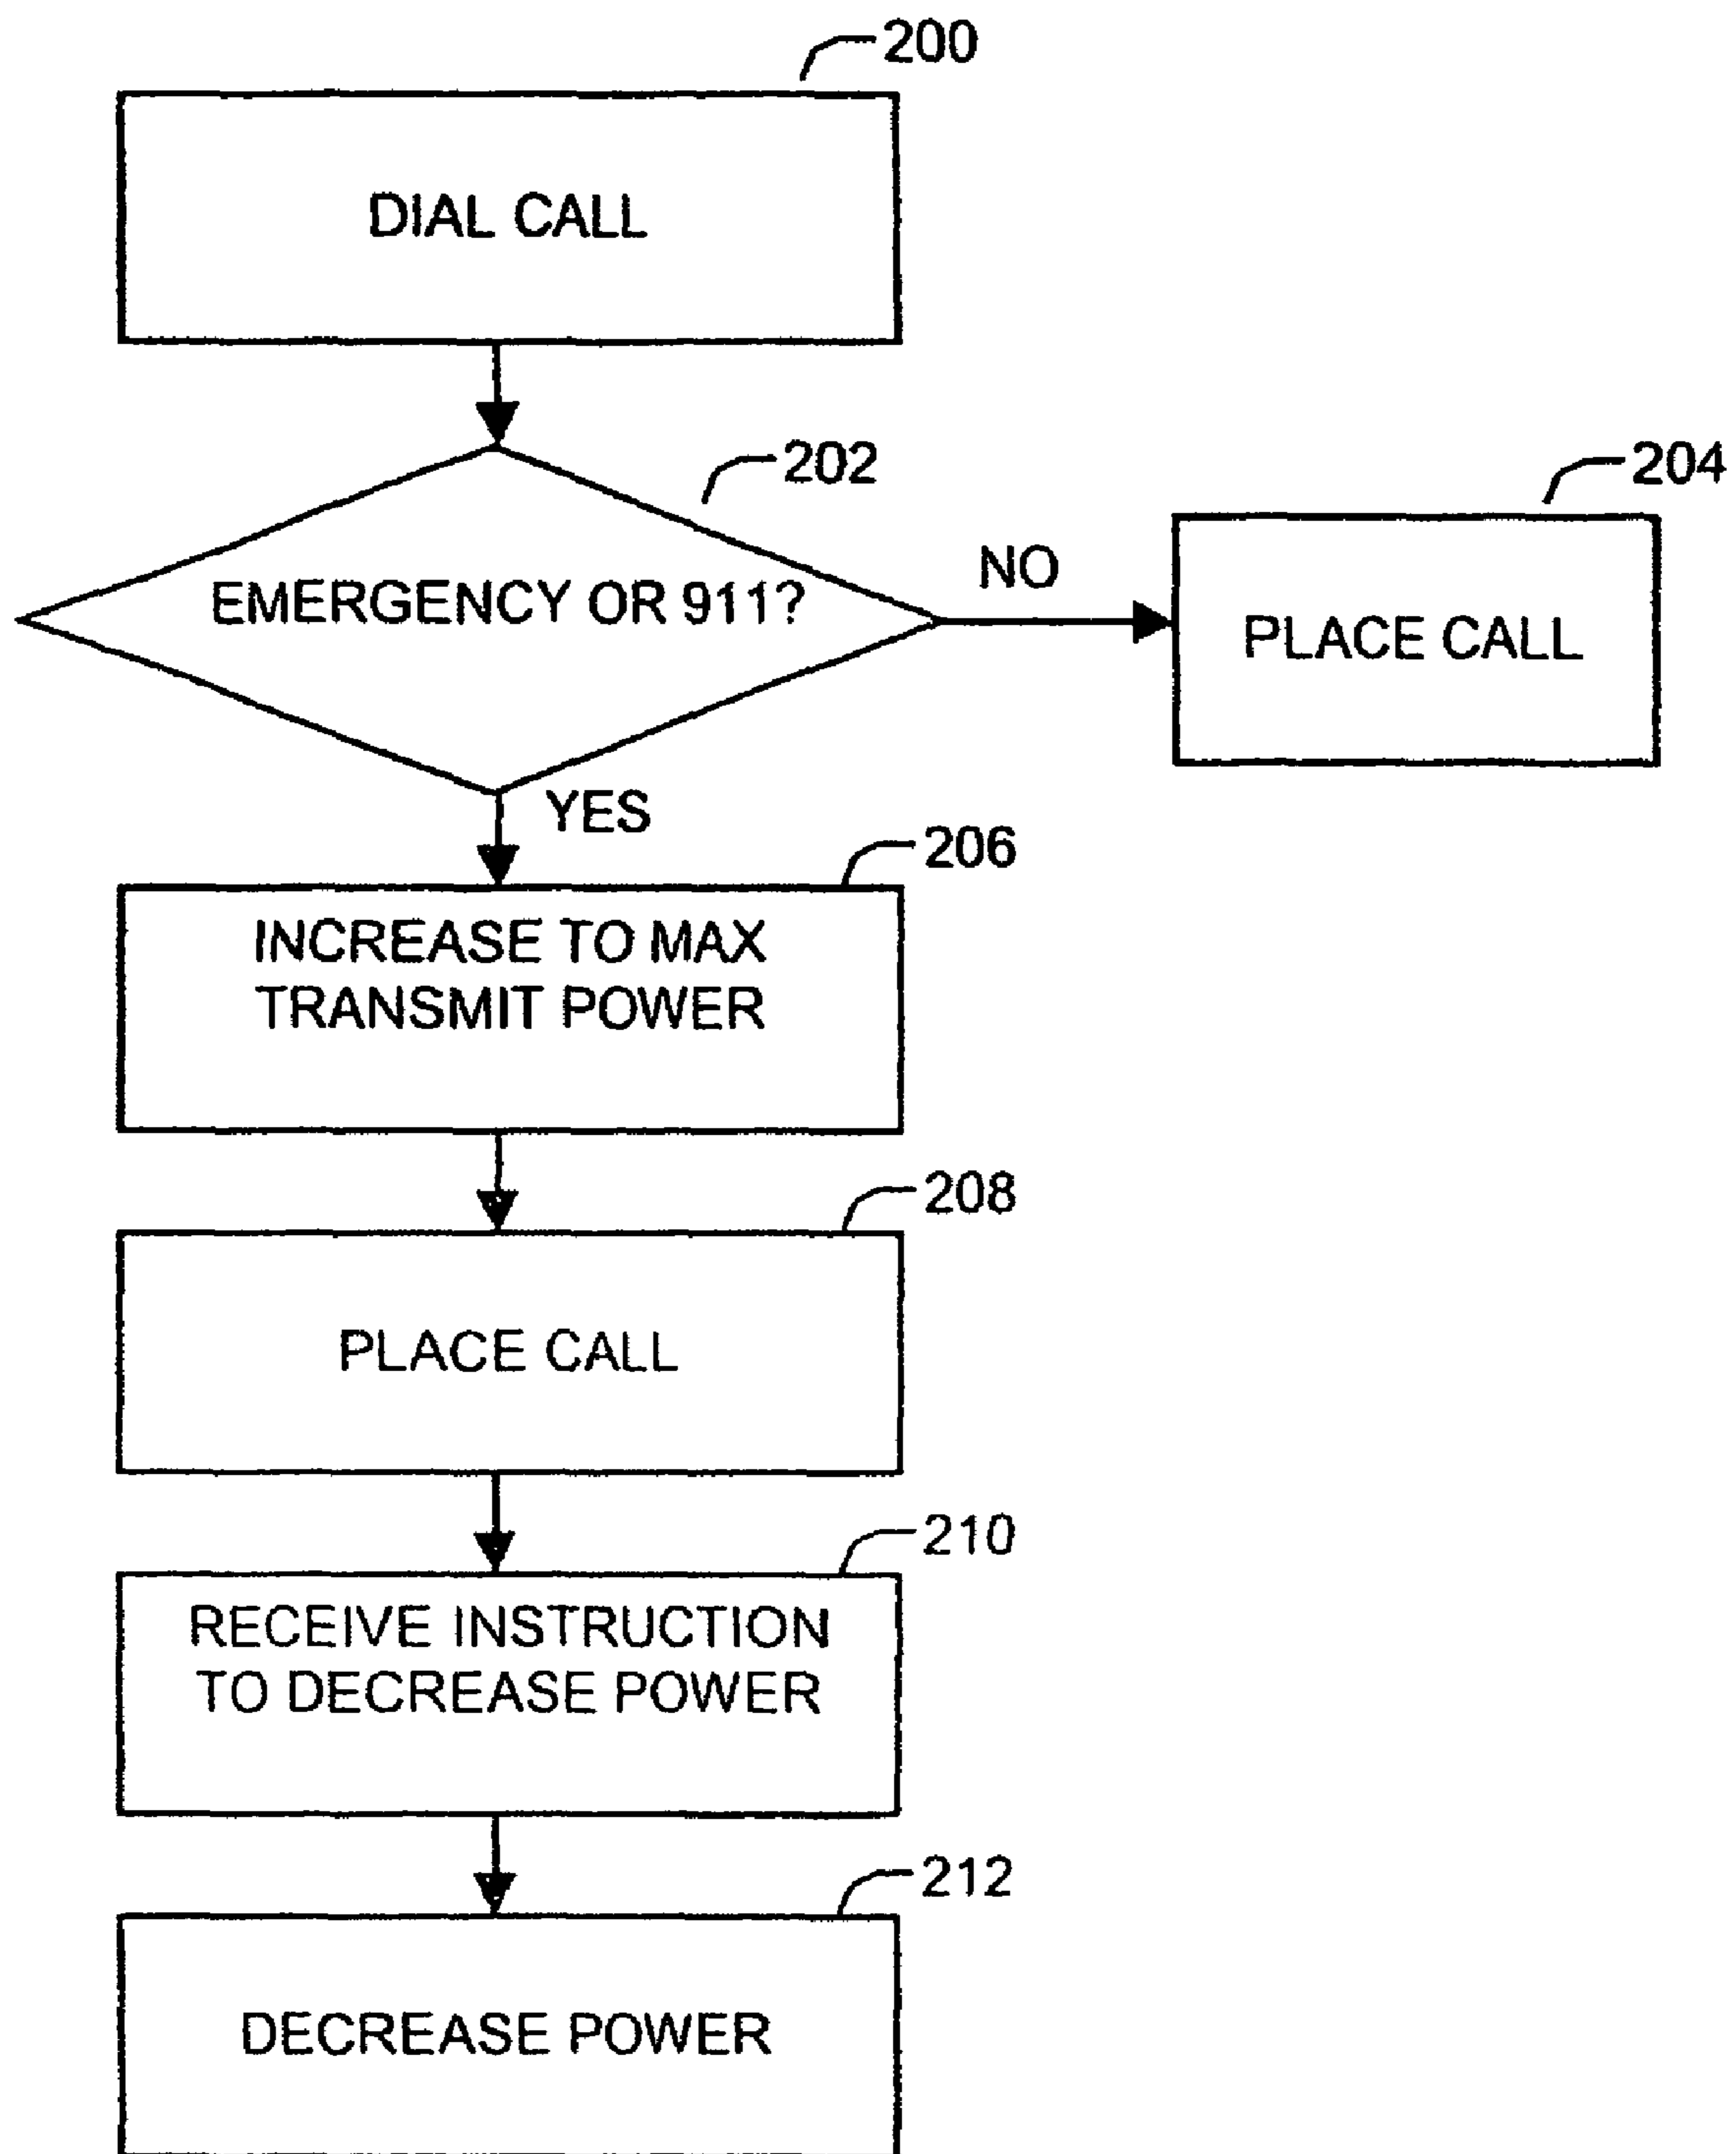 200
DIAL CALL
202
EMERGENCY OR 911?
NO
204
PLACE CALL
YES
206
INCREASE TO MAX
TRANSMIT POWER
208
PLACE CALL
210
RECEIVE INSTRUCTION
TO DECREASE POWER
212
DECREASE POWER